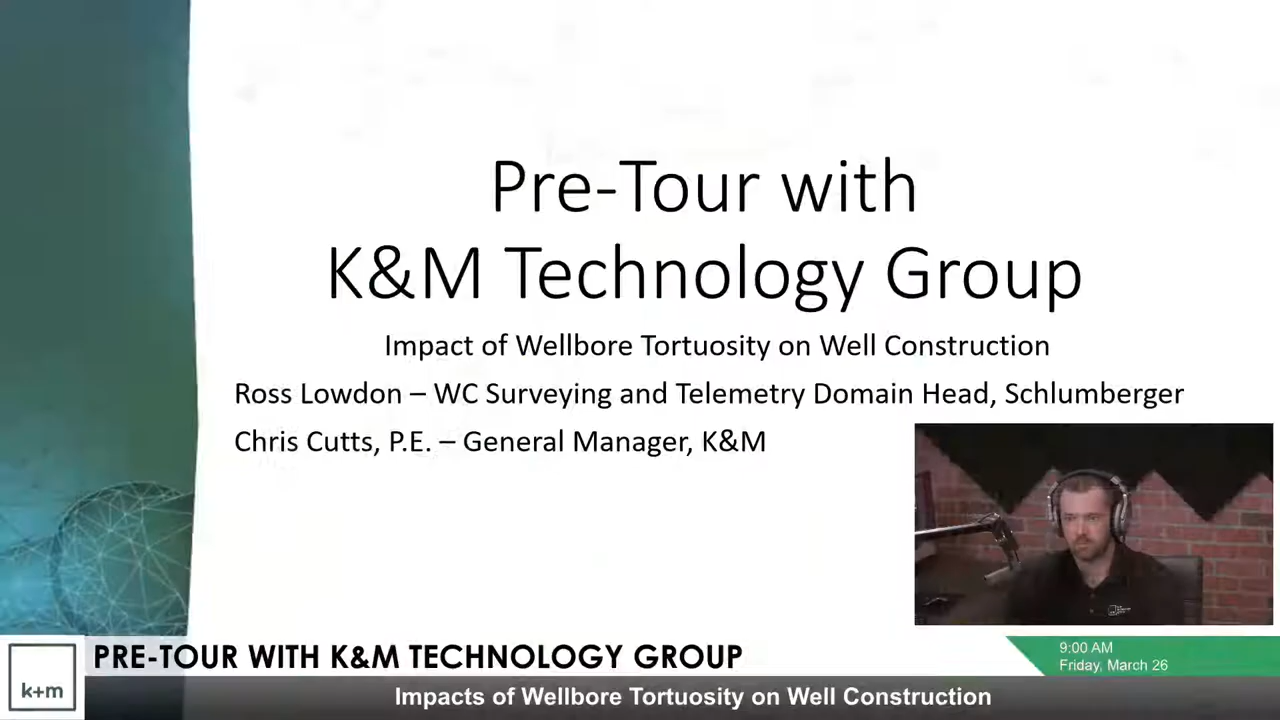 Pre-Tour with
K&M Technology Group
Impact of Wellbore Tortuosity on Well Construction
Ross Lowdon – WC Surveying and Telemetry Domain Head, Schlumberger
Chris Cutts, P.E. – General Manager, K&M
k+m
PRE-TOUR WITH K&M TECHNOLOGY GROUP
9:00 AM
Friday, March 26
Impacts of Wellbore Tortuosity on Well Construction